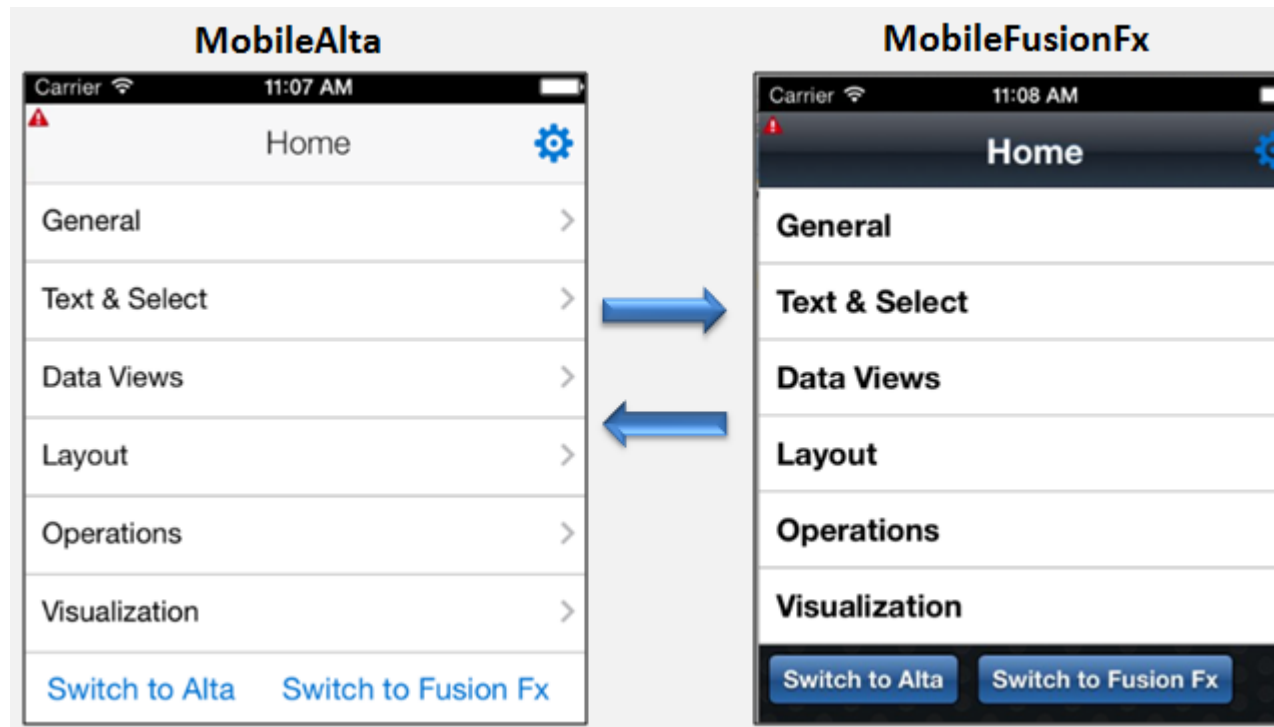 MobileAlta
Carrier 11:07 AM
Home
General
Text & Select
Data Views
Layout
Operations
Visualization
Switch to Alta Switch to Fusion Fx
MobileFusionFx
Carrier 11:08 AM
Home
General
Text & Select
Data Views
Layout
Operations
Visualization
Switch to Alta Switch to Fusion Fx